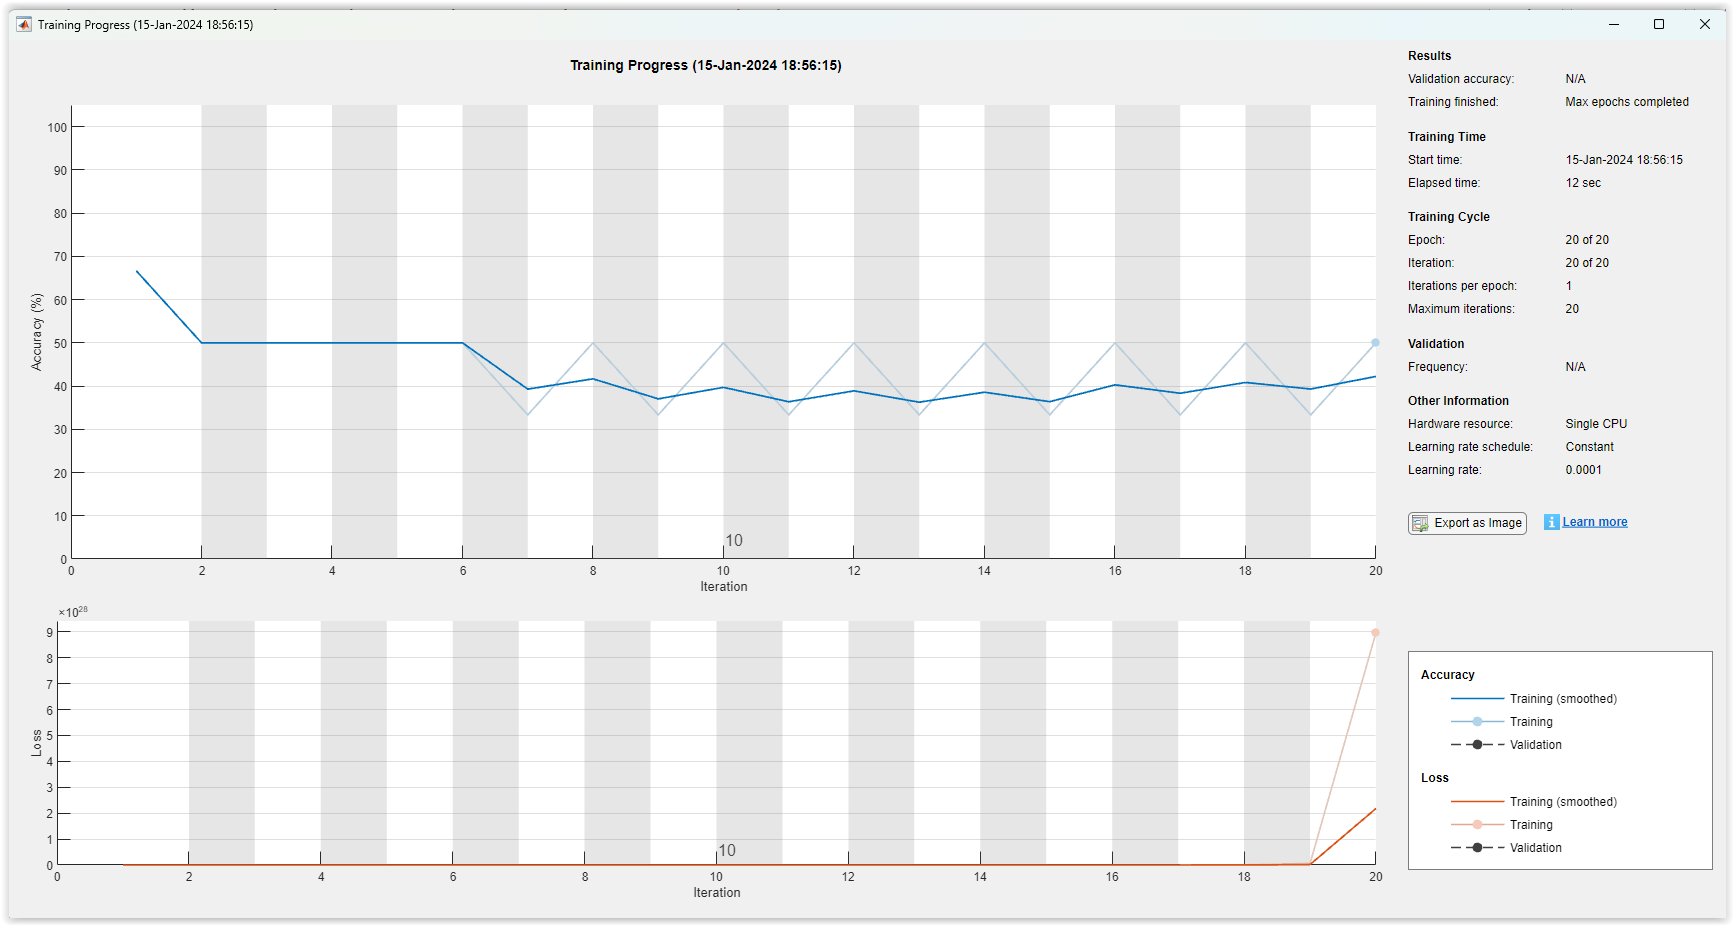 Training Progress (15-Jan-2024 18:56:15)
Training Progress (15-Jan-2024 18:56:15)
100
90
80
70
60
50
40
30
20
10
0
Accuracy (%)
10
0 2 4 6 8 10 12 14 16 18 20
Iteration
×10²⁸
9
8
7
6
5
4
3
2
1
0
Loss
10
0 2 4 6 8 10 12 14 16 18 20
Iteration
Results
Validation accuracy: N/A
Training finished: Max epochs completed
Training Time
Start time: 15-Jan-2024 18:56:15
Elapsed time: 12 sec
Training Cycle
Epoch: 20 of 20
Iteration: 20 of 20
Iterations per epoch: 1
Maximum iterations: 20
Validation
Frequency: N/A
Other Information
Hardware resource: Single CPU
Learning rate schedule: Constant
Learning rate: 0.0001
Export as Image
i Learn more
Accuracy
Training (smoothed)
Training
Validation
Loss
Training (smoothed)
Training
Validation